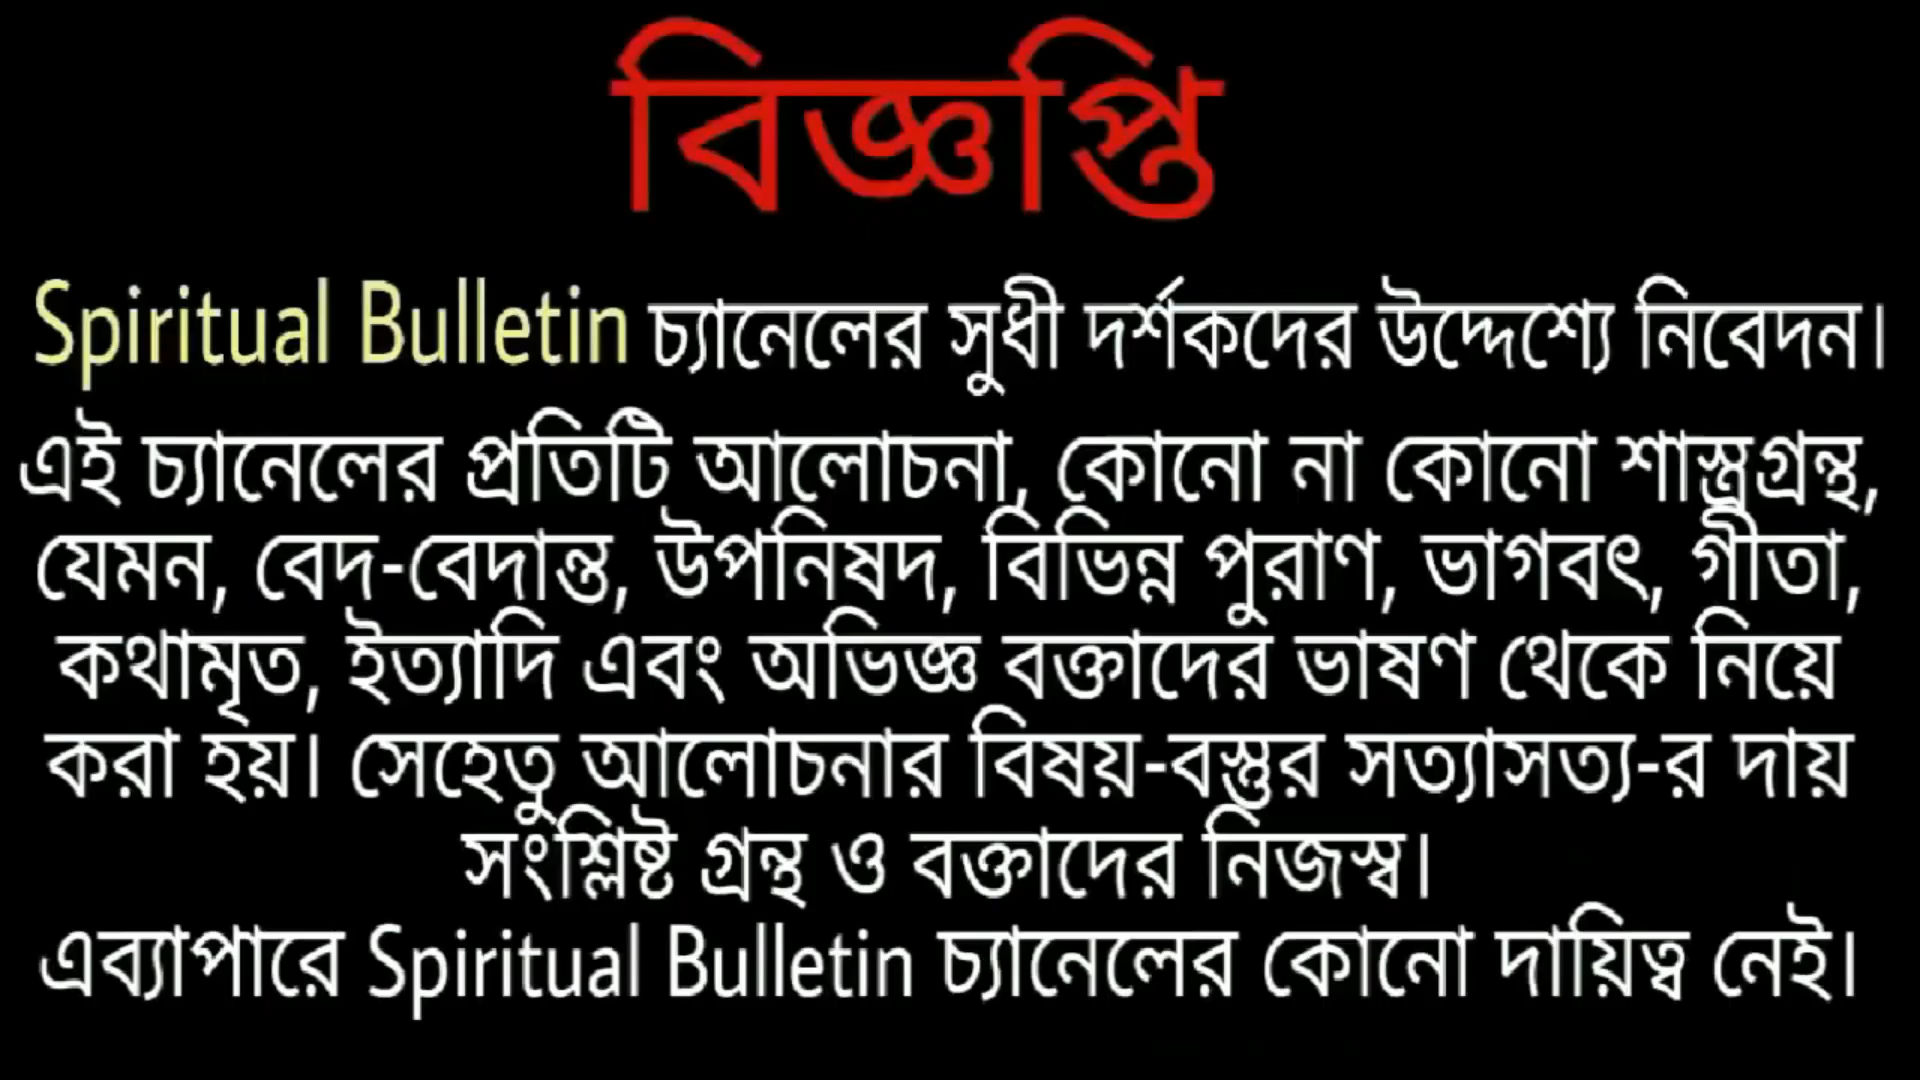 বিজ্ঞপ্তি
Spiritual Bulletin চ্যানেলের সুধী দর্শকদের উদ্দেশ্যে নিবেদন।
এই চ্যানেলের প্রতিটি আলোচনা, কোনো না কোনো শাস্ত্রগ্রন্থ,
যেমন, বেদ-বেদান্ত, উপনিষদ, বিভিন্ন পুরাণ, ভাগবৎ, গীতা,
কথামৃত, ইত্যাদি এবং অভিজ্ঞ বক্তাদের ভাষণ থেকে নিয়ে
করা হয়। সেহেতু আলোচনার বিষয়-বস্তুর সত্যাসত্য-র দায়
সংশ্লিষ্ট গ্রন্থ ও বক্তাদের নিজস্ব।
এব্যাপারে Spiritual Bulletin চ্যানেলের কোনো দায়িত্ব নেই।